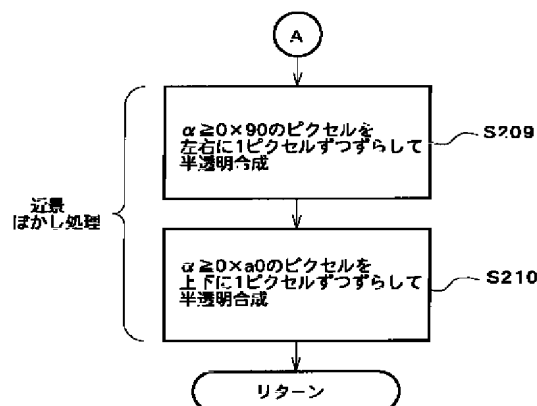 A
α≧0×90のピクセルを
左右に1ピクセルずつずらして
半透明合成
S209
近景
ぼかし処理
α≧0×a0のピクセルを
上下に1ピクセルずつずらして
半透明合成
S210
リターン